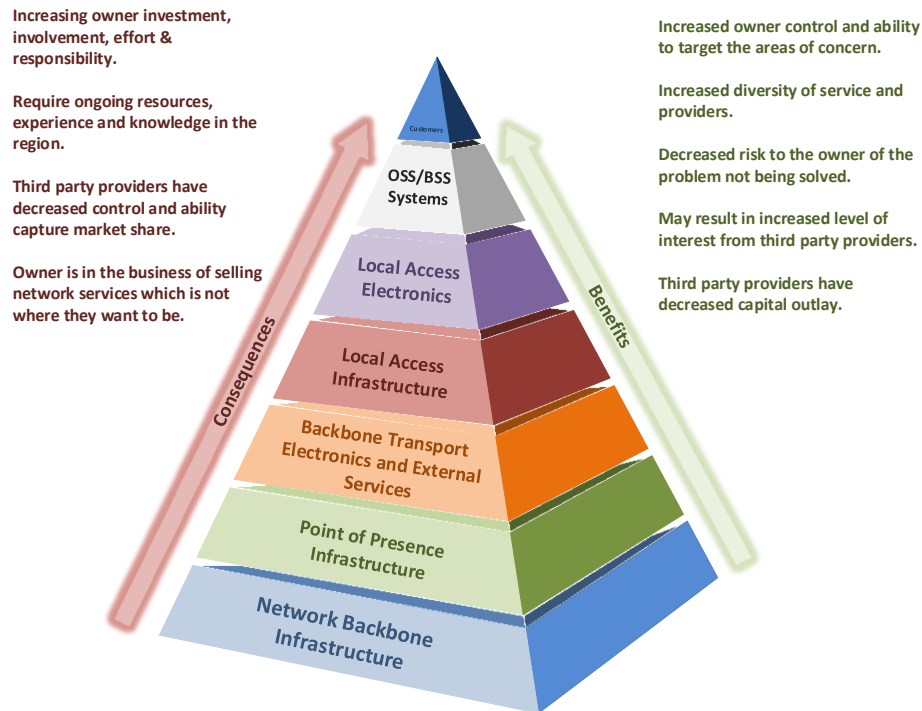 Increasing owner investment,
involvement, effort &
responsibility.
Require ongoing resources,
experience and knowledge in the
region.
Third party providers have
decreased control and ability
capture market share.
Owner is in the business of selling
network services which is not
where they want to be.
Consequences
Customers
OSS/BSS
Systems
Local Access
Electronics
Local Access
Infrastructure
Backbone Transport
Electronics and External
Services
Point of Presence
Infrastructure
Network Backbone
Infrastructure
Benefits
Increased owner control and ability
to target the areas of concern.
Increased diversity of service and
providers.
Decreased risk to the owner of the
problem not being solved.
May result in increased level of
interest from third party providers.
Third party providers have
decreased capital outlay.